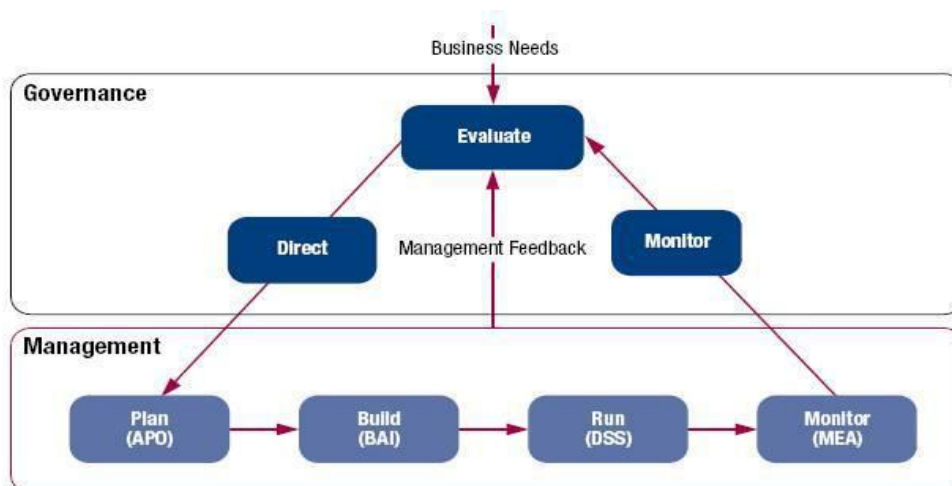 Business Needs
Governance
Evaluate
Direct
Management Feedback
Monitor
Management
Plan
(APO)
Build
(BAI)
Run
(DSS)
Monitor
(MEA)